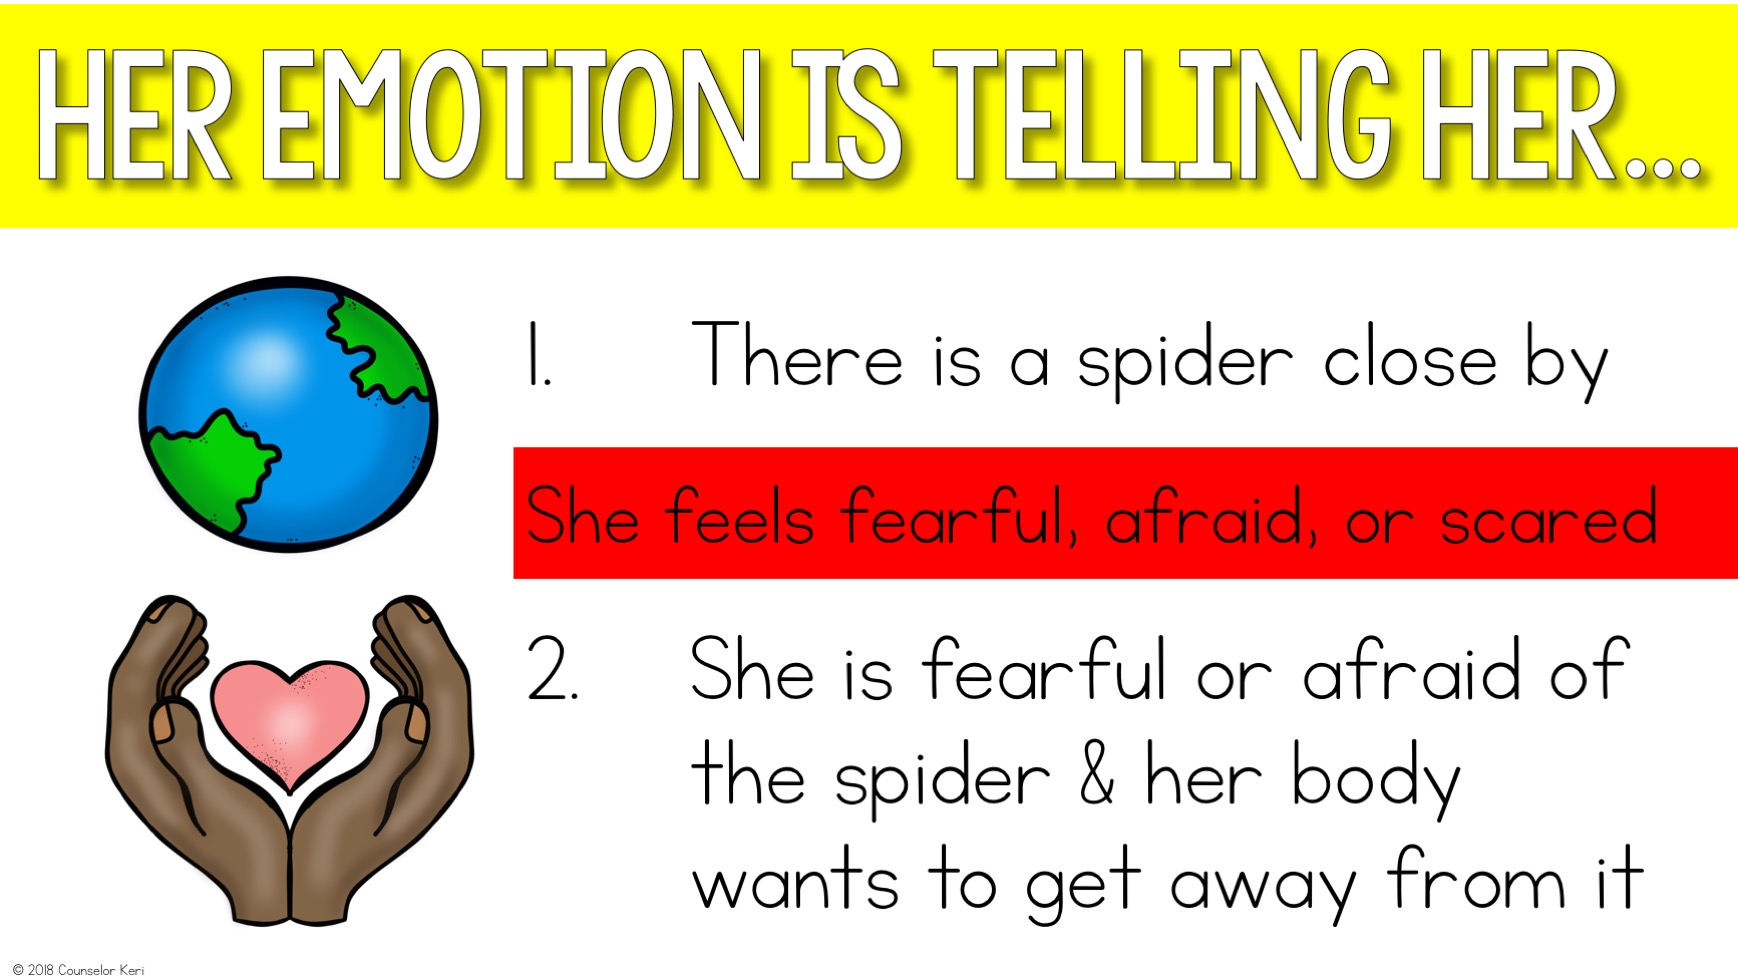 HER EMOTION IS TELLING HER...
1. There is a spider close by
She feels fearful, afraid, or scared
2. She is fearful or afraid of
the spider & her body
wants to get away from it
© 2018 Counselor Keri